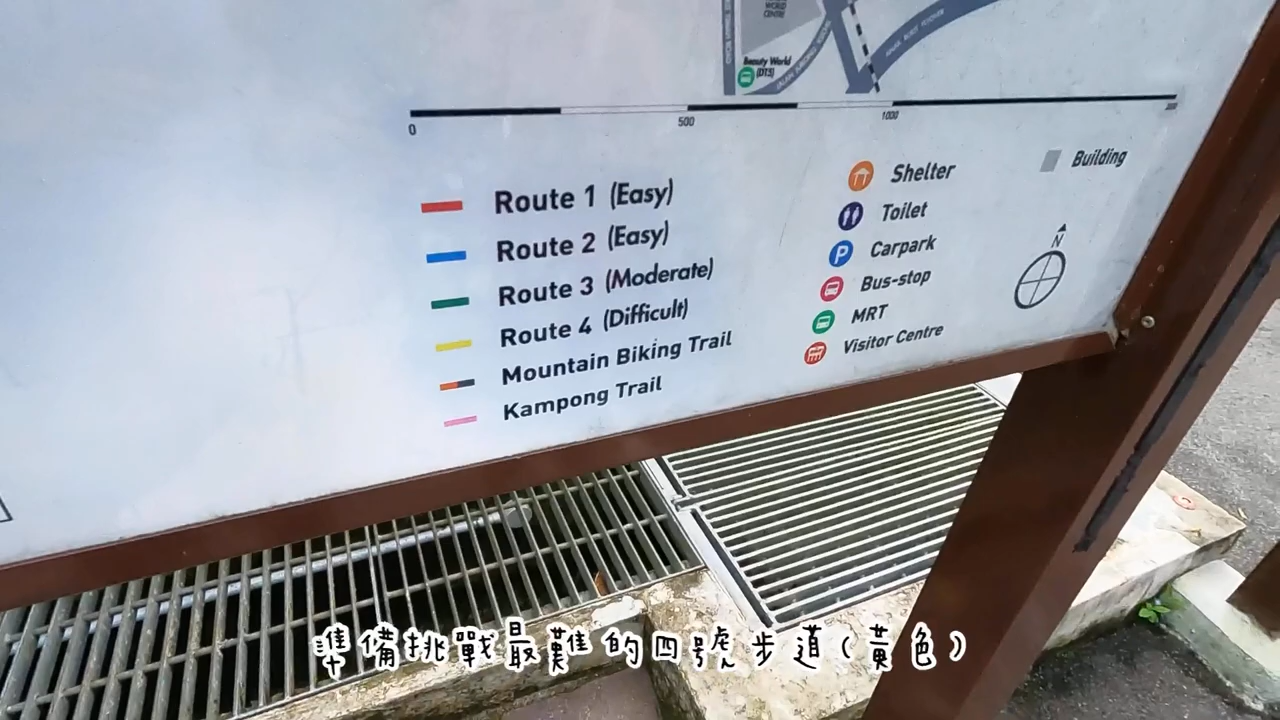 WORLD
CENTRE
Beauty World
(DT5)
0 500 1000
Route 1 (Easy)
Route 2 (Easy)
Route 3 (Moderate)
Route 4 (Difficult)
Mountain Biking Trail
Kampong Trail
Shelter
Toilet
P Carpark
Bus-stop
MRT
Visitor Centre
Building
N
準備挑戰最難的四號步道(黃色)